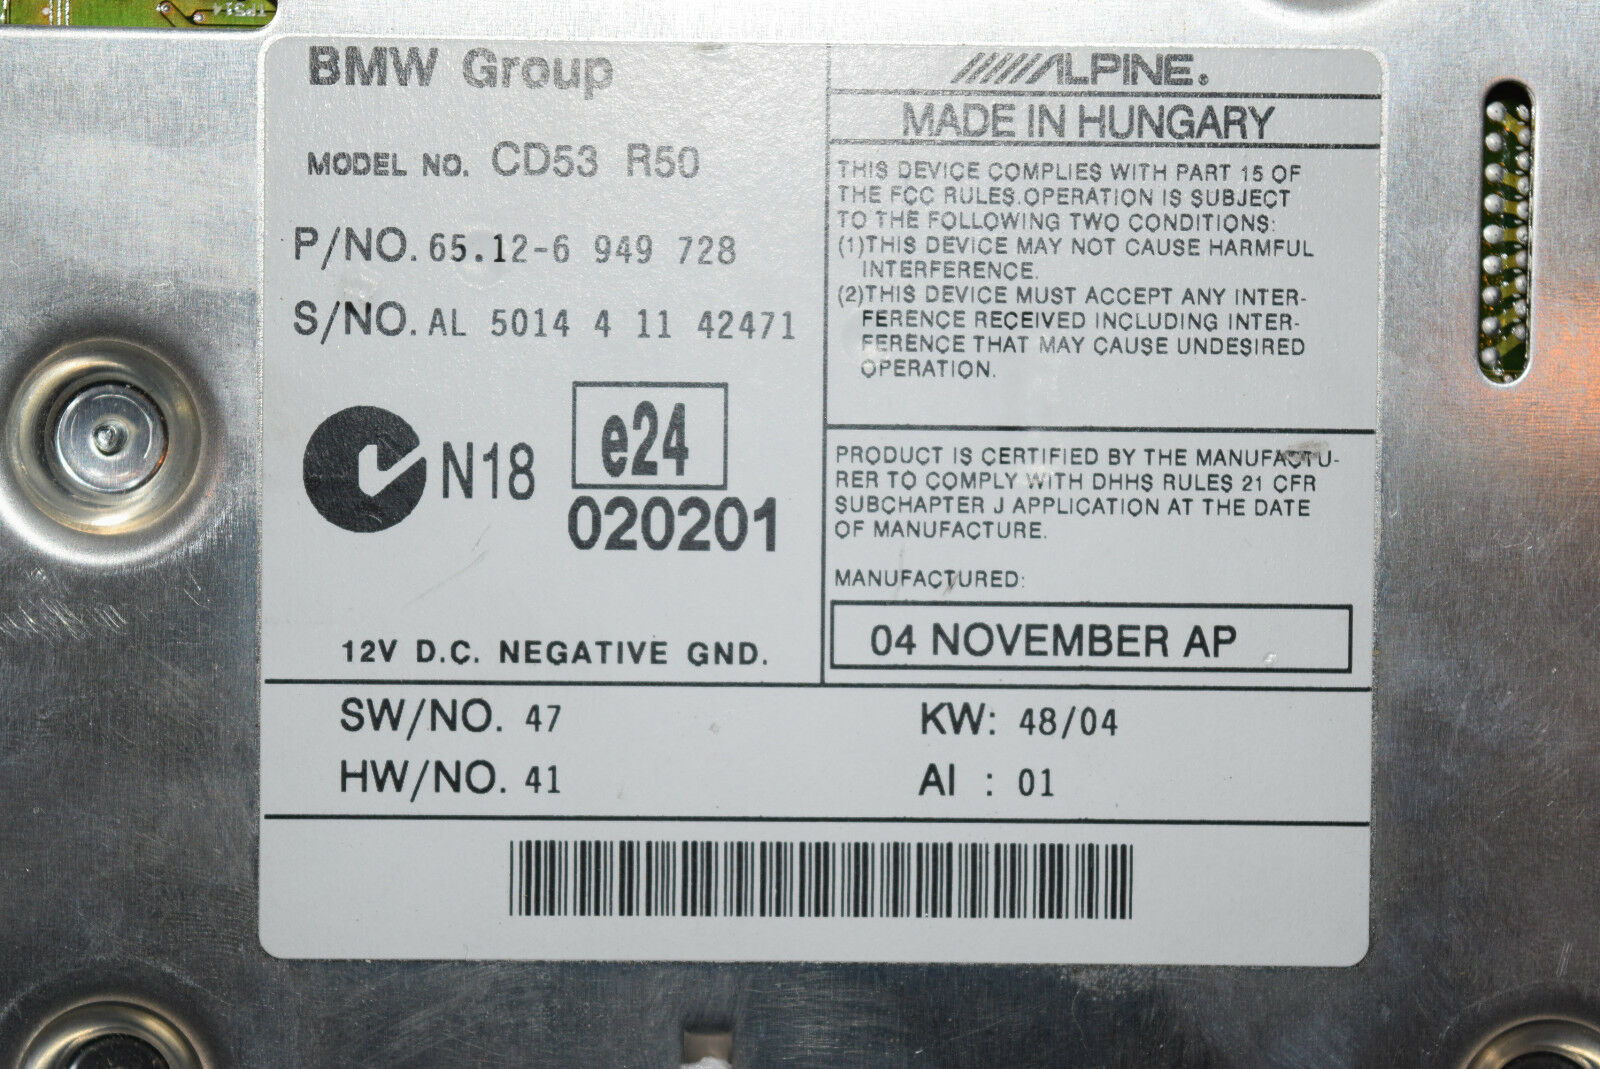 BMW Group
MODEL NO. CD53 R50
P/NO. 65.12-6 949 728
S/NO. AL 5014 4 11 42471
N18
e24
020201
12V D.C. NEGATIVE GND.
ALPINE.
MADE IN HUNGARY
THIS DEVICE COMPLIES WITH PART 15 OF
THE FCC RULES.OPERATION IS SUBJECT
TO THE FOLLOWING TWO CONDITIONS:
(1)THIS DEVICE MAY NOT CAUSE HARMFUL
INTERFERENCE.
(2)THIS DEVICE MUST ACCEPT ANY INTER-
FERENCE RECEIVED INCLUDING INTER-
FERENCE THAT MAY CAUSE UNDESIRED
OPERATION.
PRODUCT IS CERTIFIED BY THE MANUFACTU-
RER TO COMPLY WITH DHHS RULES 21 CFR
SUBCHAPTER J APPLICATION AT THE DATE
OF MANUFACTURE.
MANUFACTURED:
04 NOVEMBER AP
SW/NO. 47
KW: 48/04
HW/NO. 41
AI : 01